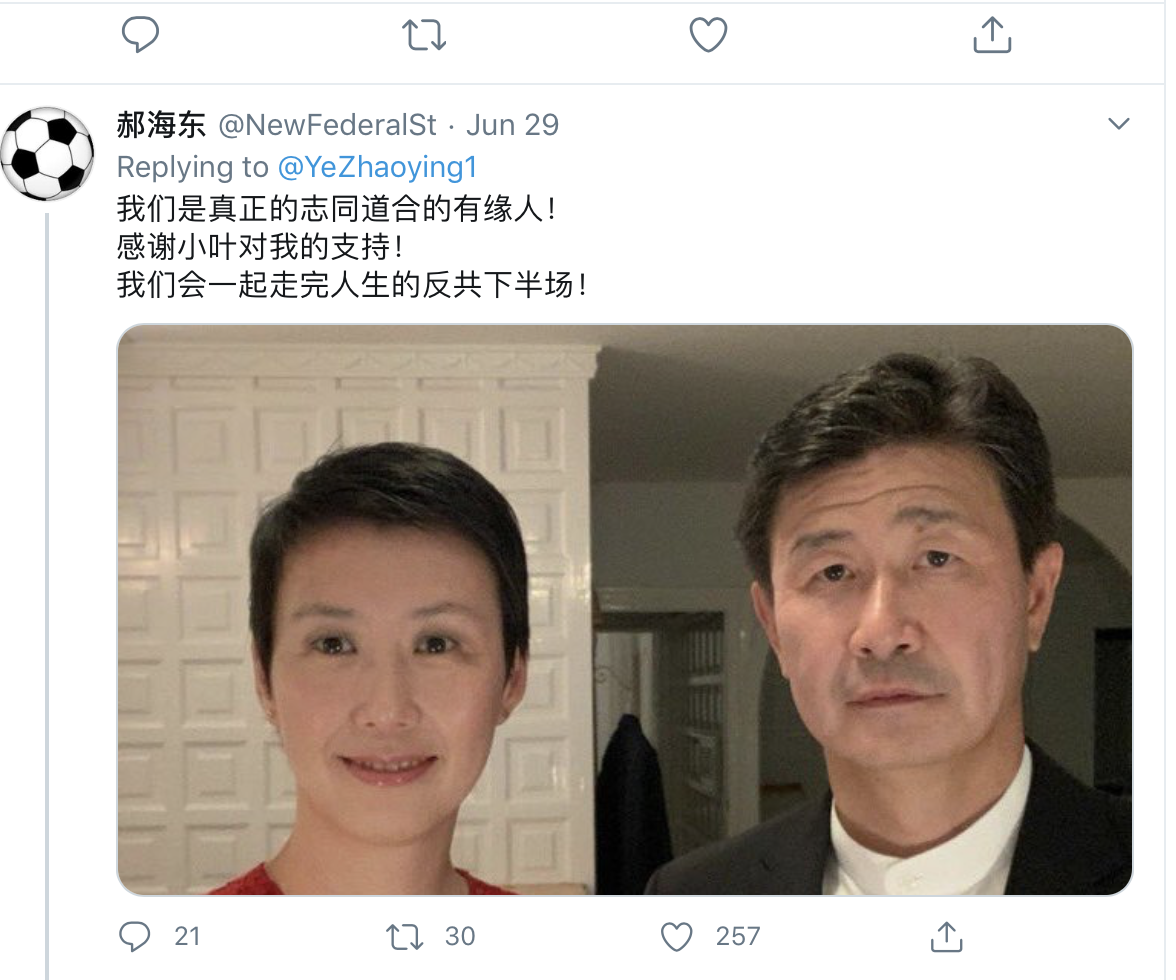 郝海东 @NewFederalSt · Jun 29
Replying to @YeZhaoying1
我们是真正的志同道合的有缘人！
感谢小叶对我的支持！
我们会一起走完人生的反共下半场！
21 30 257